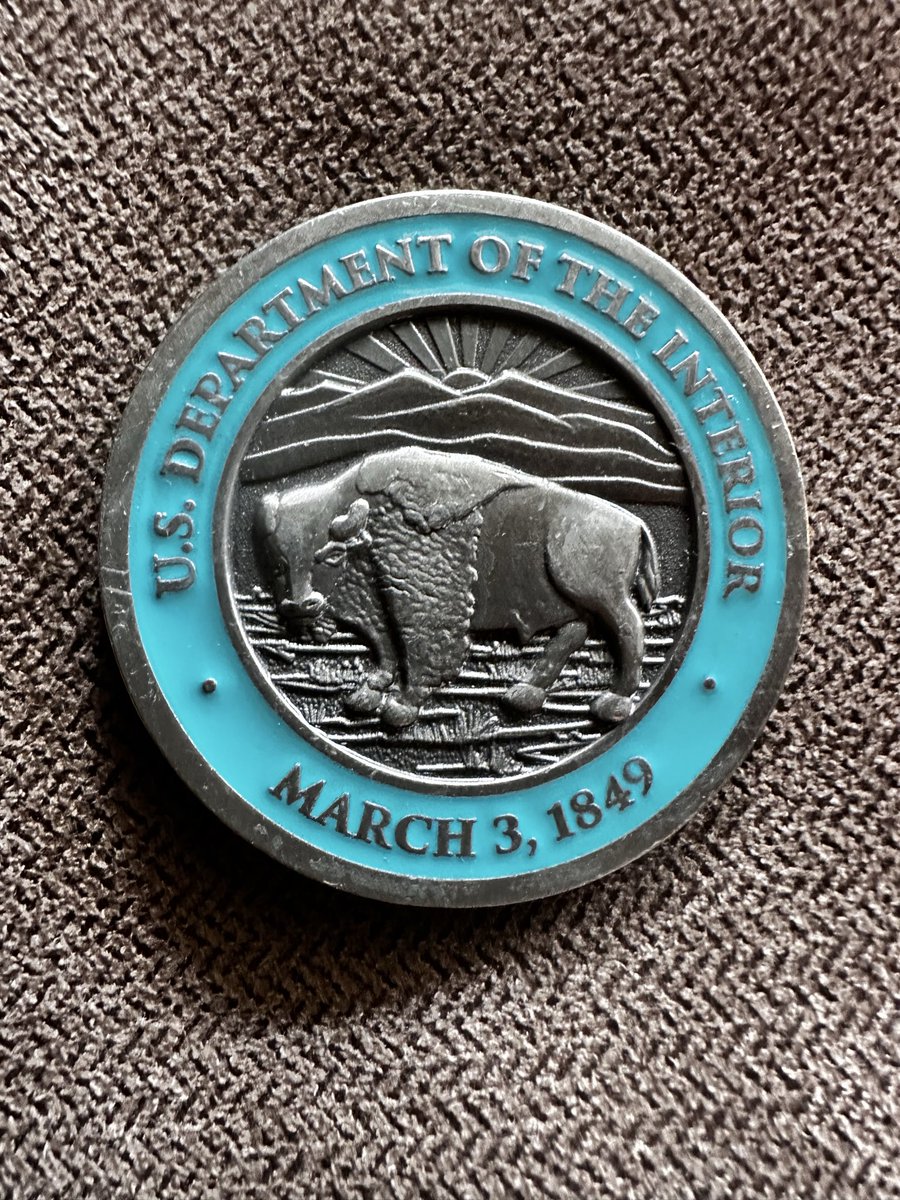 U.S. DEPARTMENT OF THE INTERIOR
MARCH 3, 1849